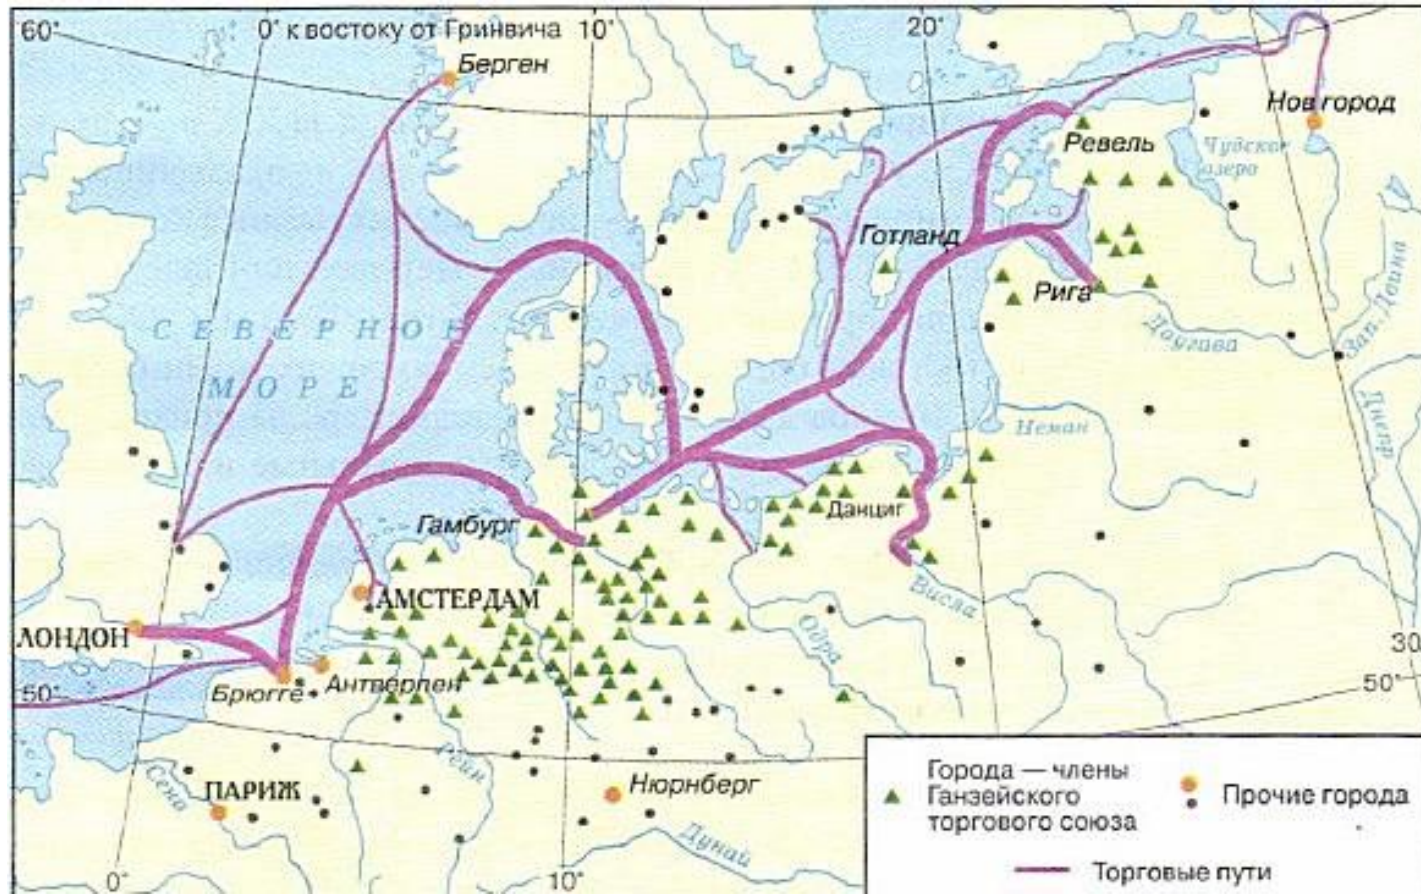 60°
0° к востоку от Гринвича
10°
20°
Берген
Новгород
Ревель
Чудское
озеро
Готланд
Рига
Зап. Двина
Даугава
СЕВЕРНОЕ
МОРЕ
Днепр
Неман
Гамбург
Данциг
АМСТЕРДАМ
Висла
ЛОНДОН
Одра
30
Брюгге
Антверпен
50°
50°
Рейн
Сена
ПАРИЖ
Нюрнберг
Дунай
0°
10°
Города — члены
Ганзейского
торгового союза
Прочие города
Торговые пути